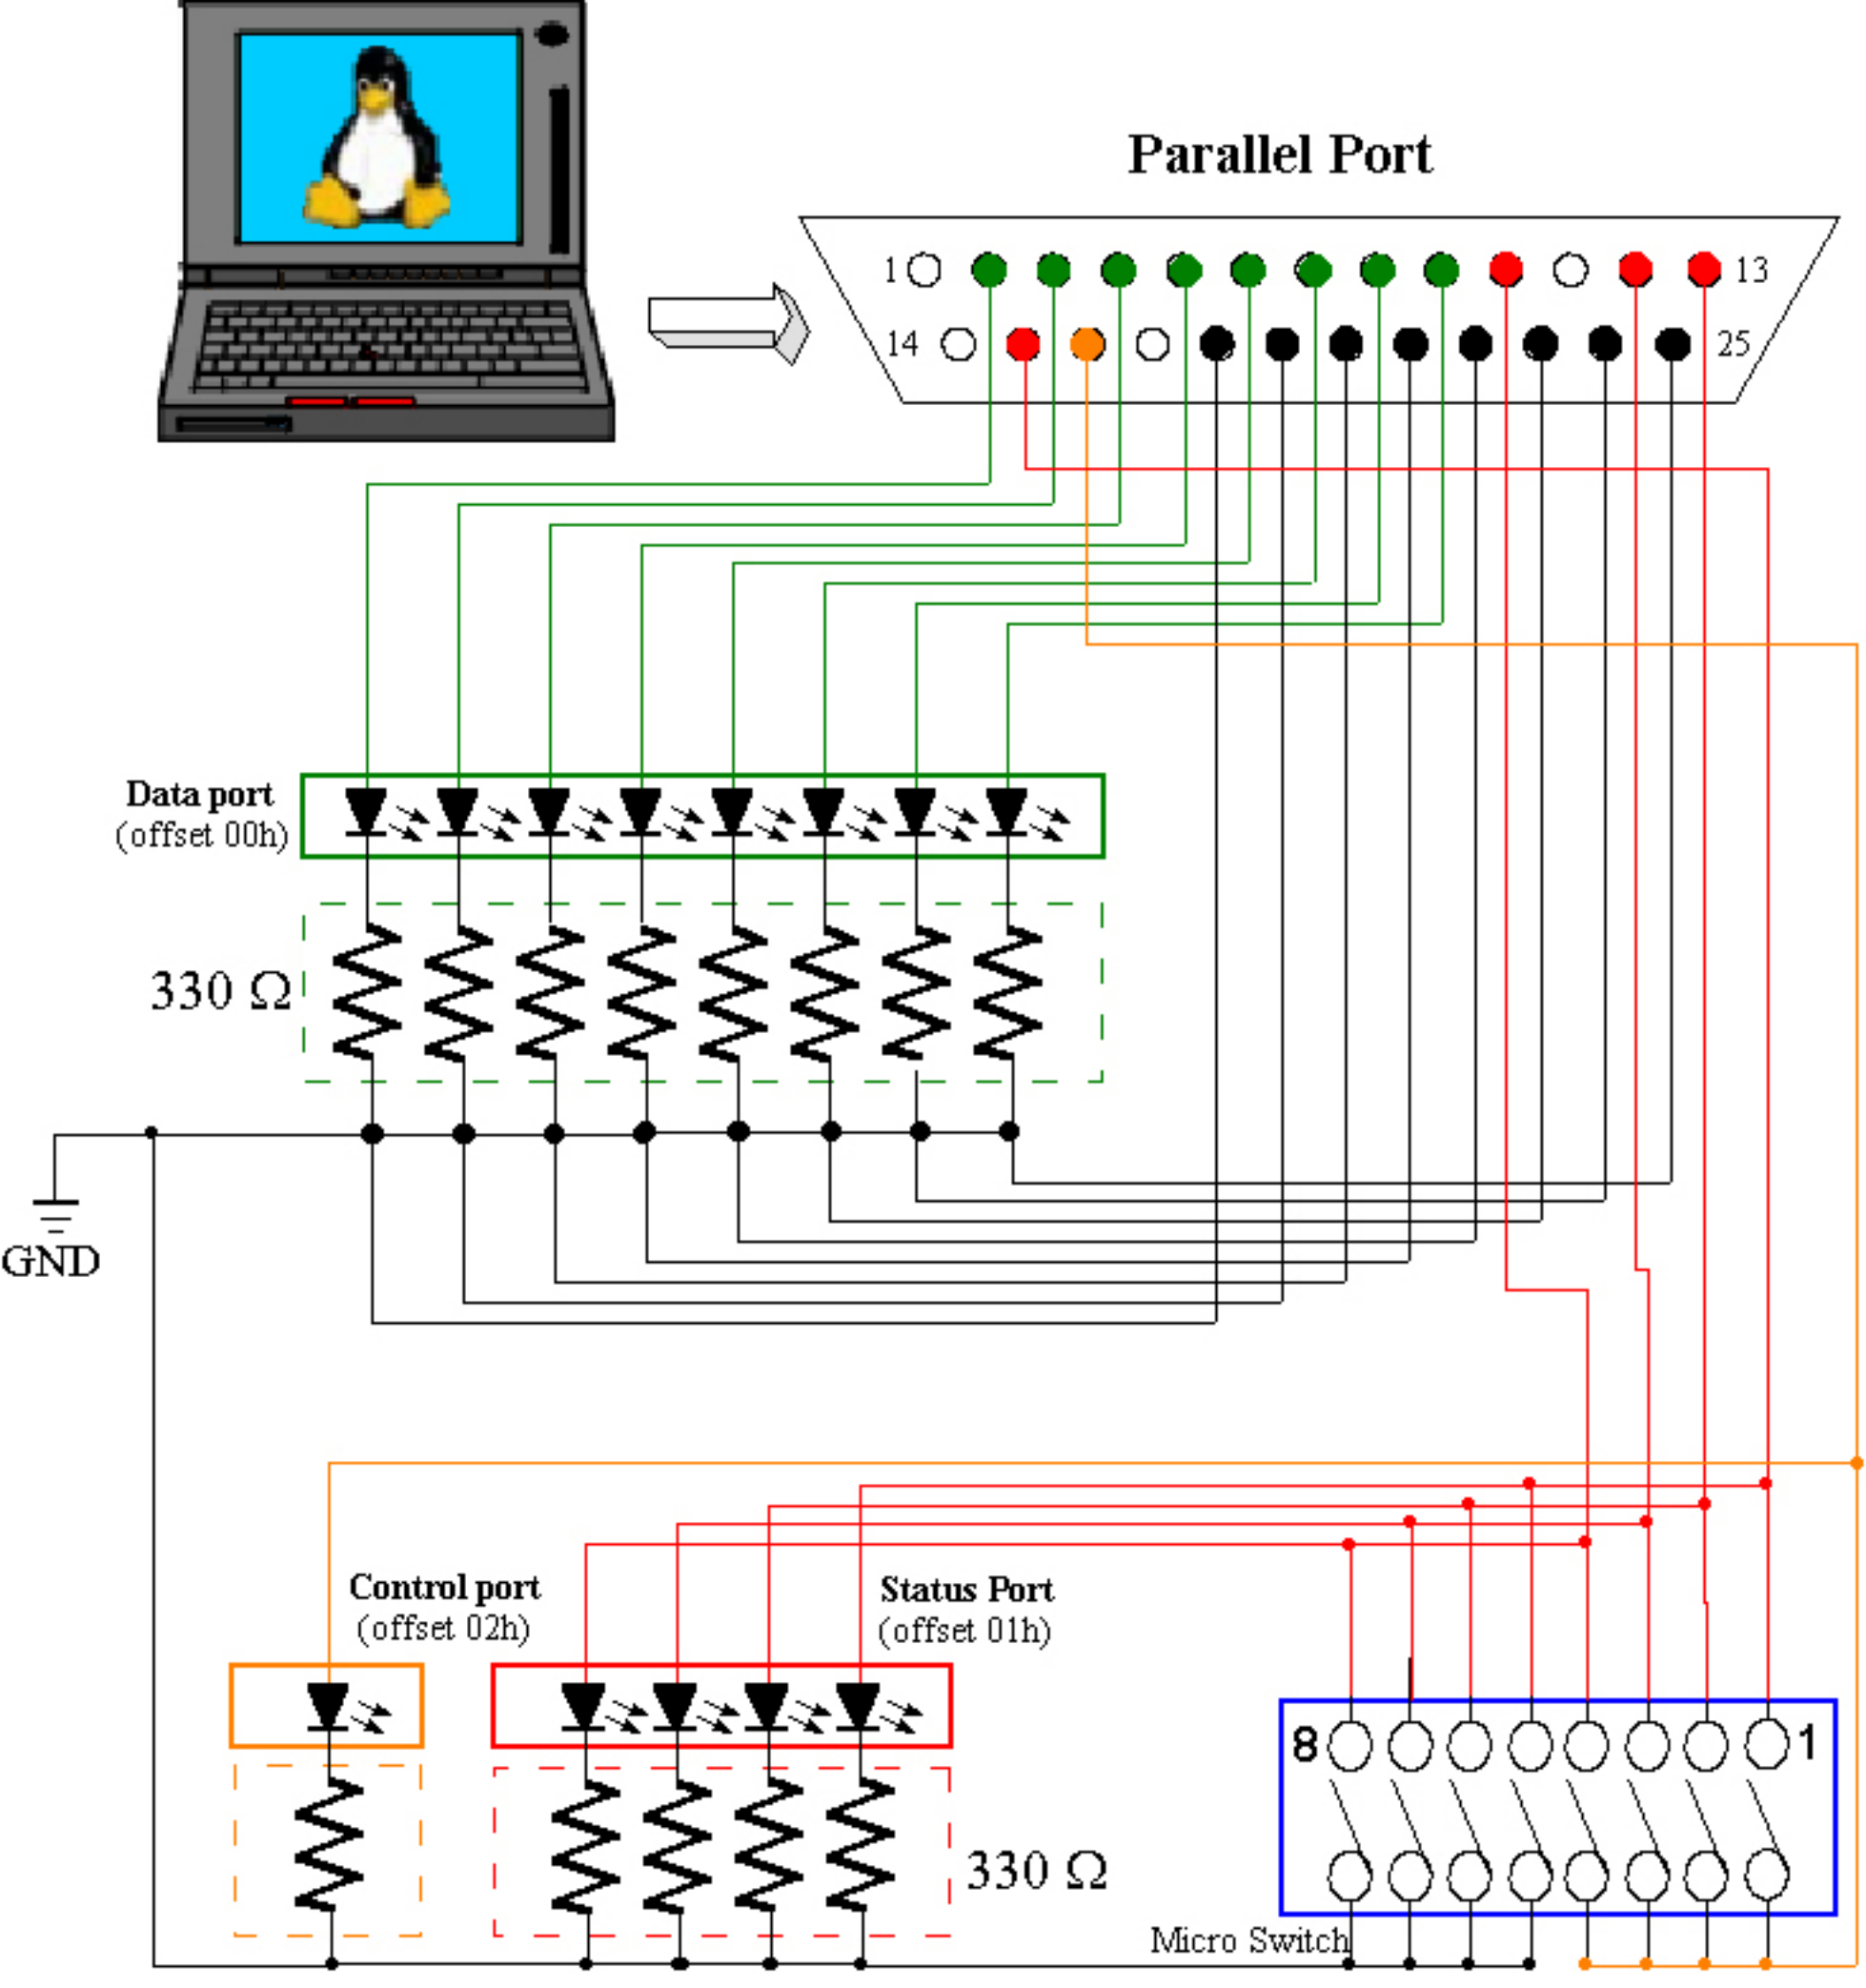 Parallel Port
1 13
14 25
Data port
(offset 00h)
330 Ω
GND
Control port
(offset 02h)
Status Port
(offset 01h)
8 1
330 Ω
Micro Switch